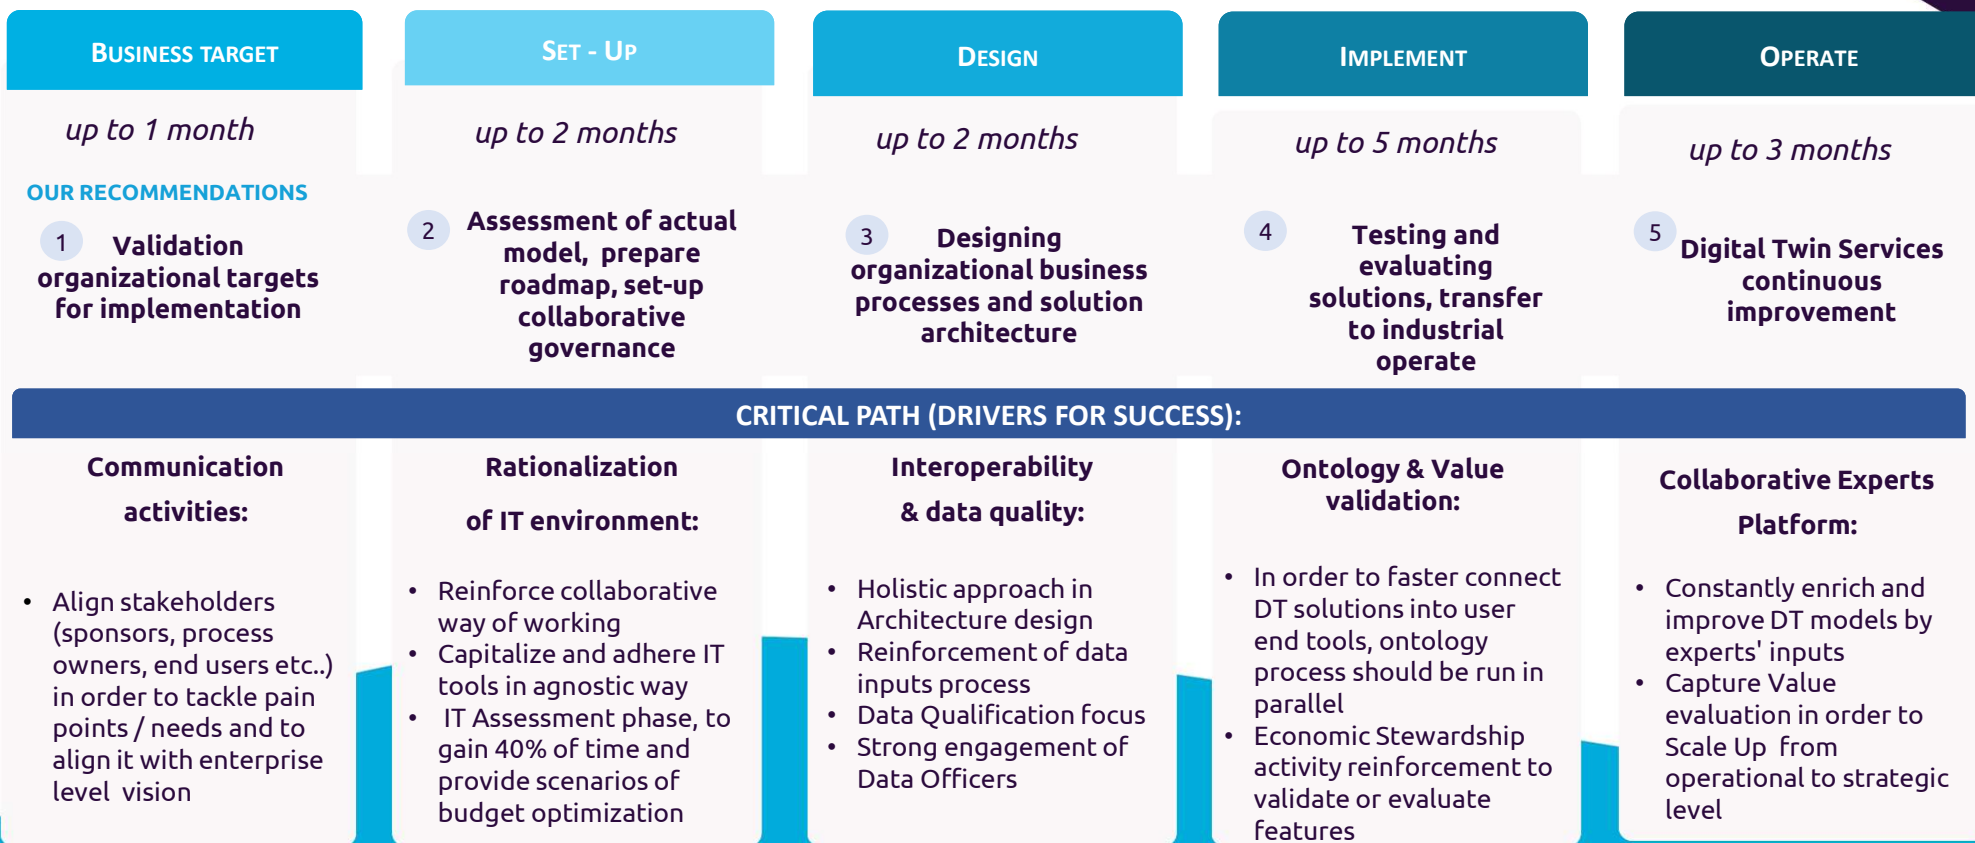 BUSINESS TARGET
up to 1 month
OUR RECOMMENDATIONS
1
Validation
organizational targets
for implementation
SET - UP
up to 2 months
2
Assessment of actual
model, prepare
roadmap, set-up
collaborative
governance
DESIGN
up to 2 months
3
Designing
organizational business
processes and solution
architecture
IMPLEMENT
up to 5 months
4
Testing and
evaluating
solutions, transfer
to industrial
operate
OPERATE
up to 3 months
5
Digital Twin Services
continuous
improvement
CRITICAL PATH (DRIVERS FOR SUCCESS):
Communication
activities:
• Align stakeholders
(sponsors, process
owners, end users etc..)
in order to tackle pain
points / needs and to
align it with enterprise
level vision
Rationalization
of IT environment:
• Reinforce collaborative
way of working
• Capitalize and adhere IT
tools in agnostic way
• IT Assessment phase, to
gain 40% of time and
provide scenarios of
budget optimization
Interoperability
& data quality:
• Holistic approach in
Architecture design
• Reinforcement of data
inputs process
• Data Qualification focus
• Strong engagement of
Data Officers
Ontology & Value
validation:
• In order to faster connect
DT solutions into user
end tools, ontology
process should be run in
parallel
• Economic Stewardship
activity reinforcement to
validate or evaluate
features
Collaborative Experts
Platform:
• Constantly enrich and
improve DT models by
experts' inputs
• Capture Value
evaluation in order to
Scale Up from
operational to strategic
level